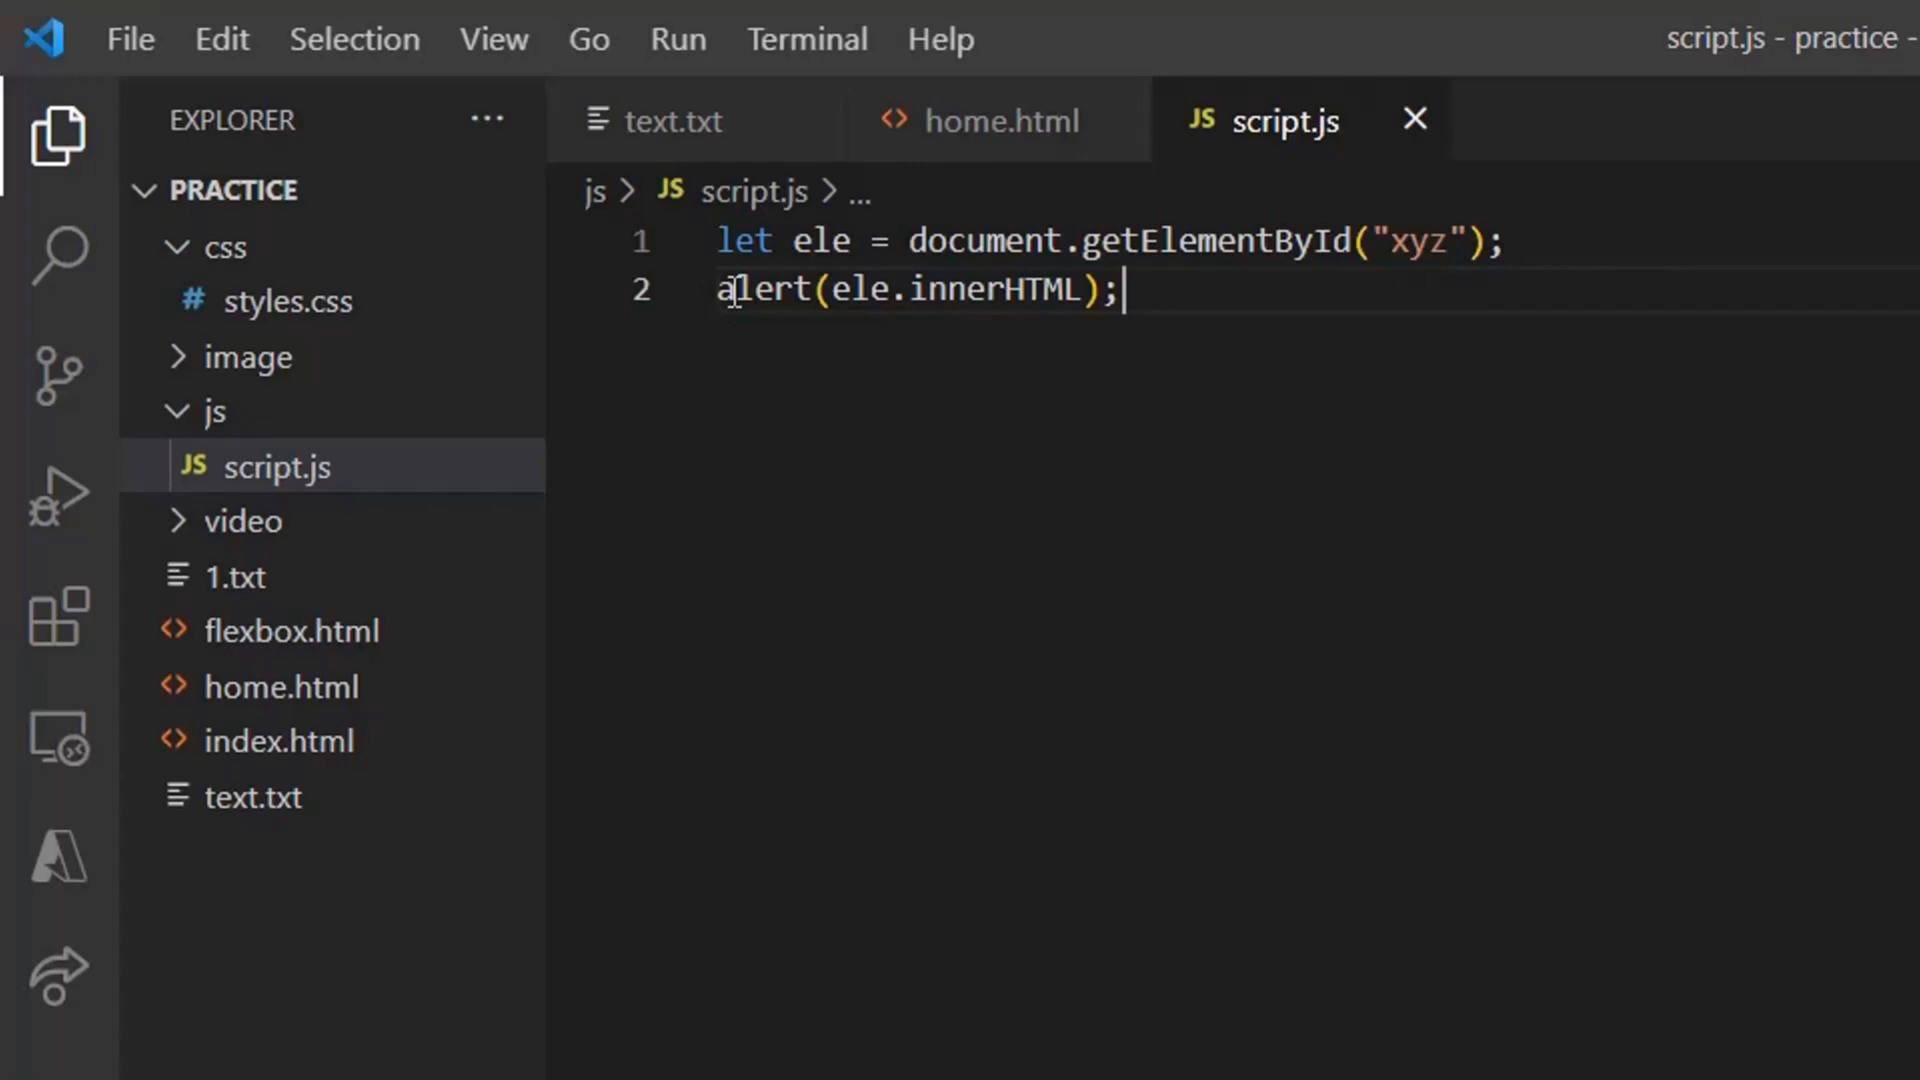 File Edit Selection View Go Run Terminal Help
script.js - practice -
EXPLORER ...
PRACTICE
css
# styles.css
image
js
JS script.js
video
1.txt
<> flexbox.html
<> home.html
<> index.html
text.txt
text.txt <> home.html JS script.js
js > JS script.js > ...
1 let ele = document.getElementById("xyz");
2 alert(ele.innerHTML);